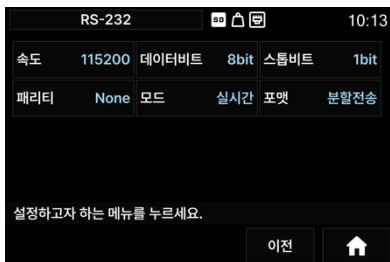 RS-232 SD 10:13
속도 115200 데이터비트 8bit 스톱비트 1bit
패리티 None 모드 실시간 포맷 분할전송
설정하고자 하는 메뉴를 누르세요.
이전